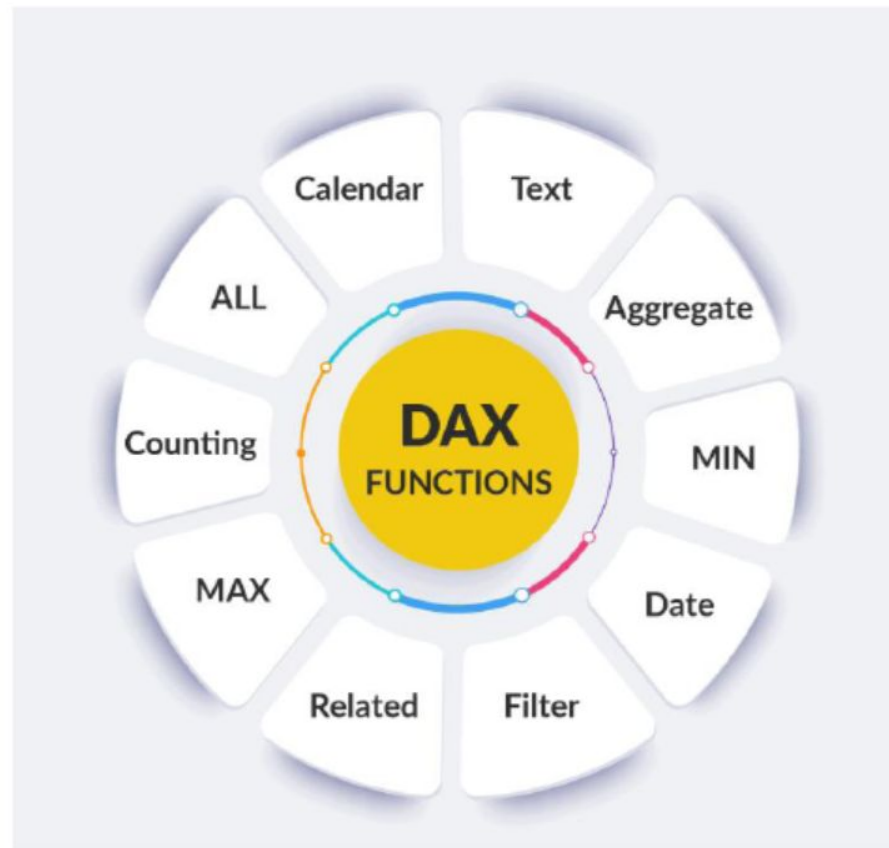 Calendar
Text
ALL
Aggregate
Counting
DAX
FUNCTIONS
MIN
MAX
Date
Related
Filter